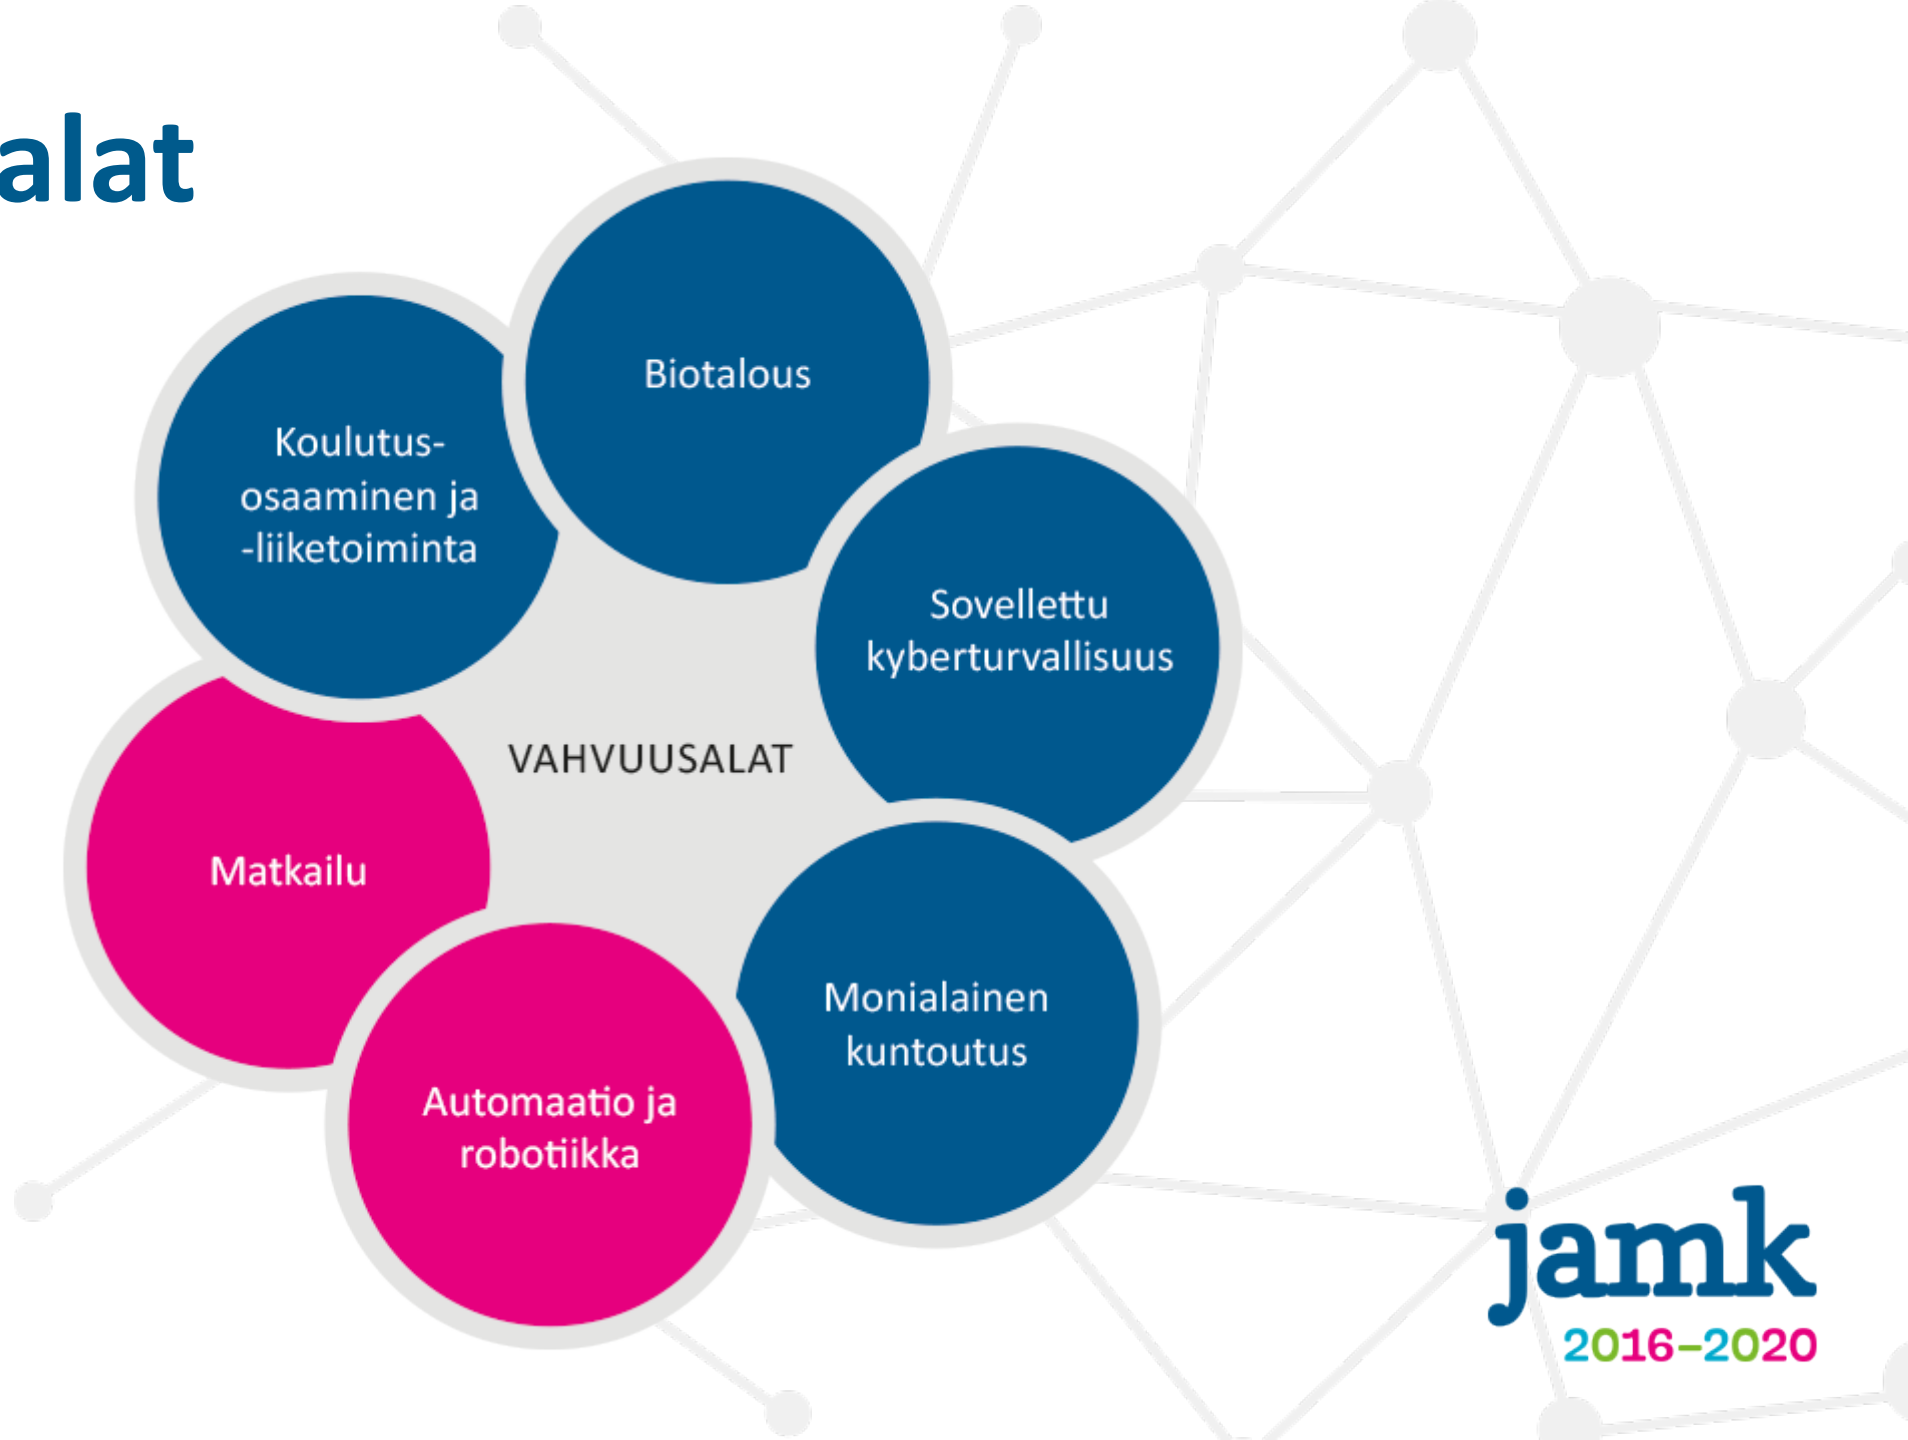 alat
Biotalous
Koulutus-
osaaminen ja
-liiketoiminta
Sovellettu
kyberturvallisuus
VAHVUUSALAT
Matkailu
Monialainen
kuntoutus
Automaatio ja
robotiikka
jamk
2016–2020